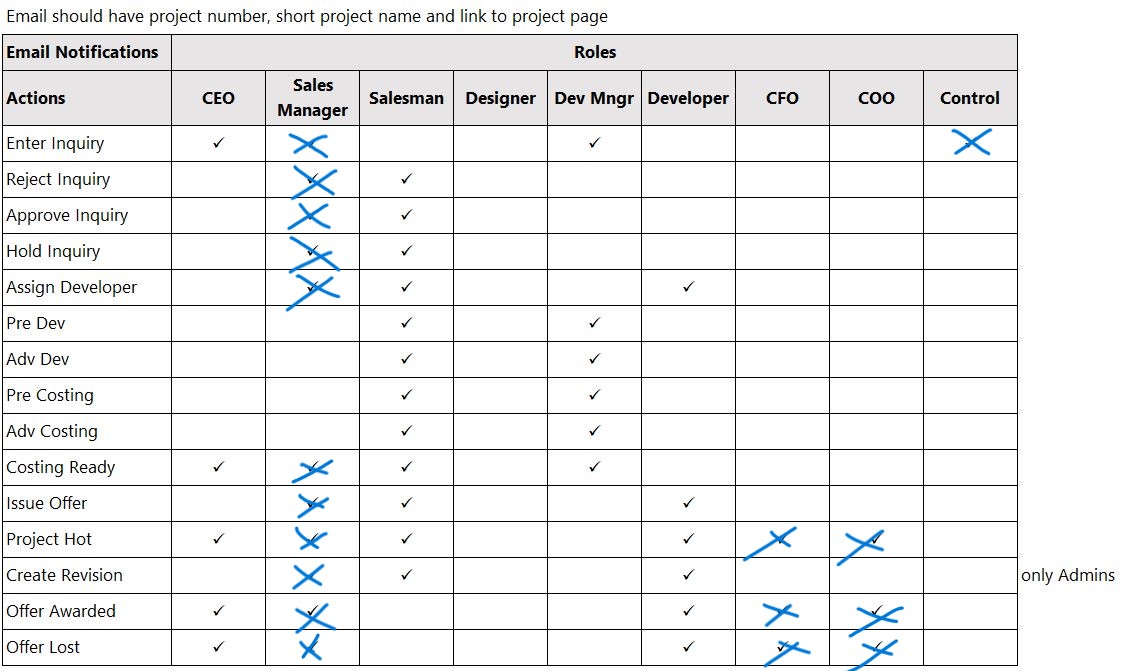 Email should have project number, short project name and link to project page
Email Notifications Roles
Actions CEO Sales Manager Salesman Designer Dev Mngr Developer CFO COO Control
Enter Inquiry ✓ ✓
Reject Inquiry ✓ ✓
Approve Inquiry ✓
Hold Inquiry ✓ ✓
Assign Developer ✓ ✓ ✓
Pre Dev ✓ ✓
Adv Dev ✓ ✓
Pre Costing ✓ ✓
Adv Costing ✓ ✓
Costing Ready ✓ ✓ ✓ ✓
Issue Offer ✓ ✓ ✓
Project Hot ✓ ✓ ✓ ✓ ✓ ✓
Create Revision ✓ ✓ only Admins
Offer Awarded ✓ ✓ ✓ ✓ ✓
Offer Lost ✓ ✓ ✓ ✓ ✓